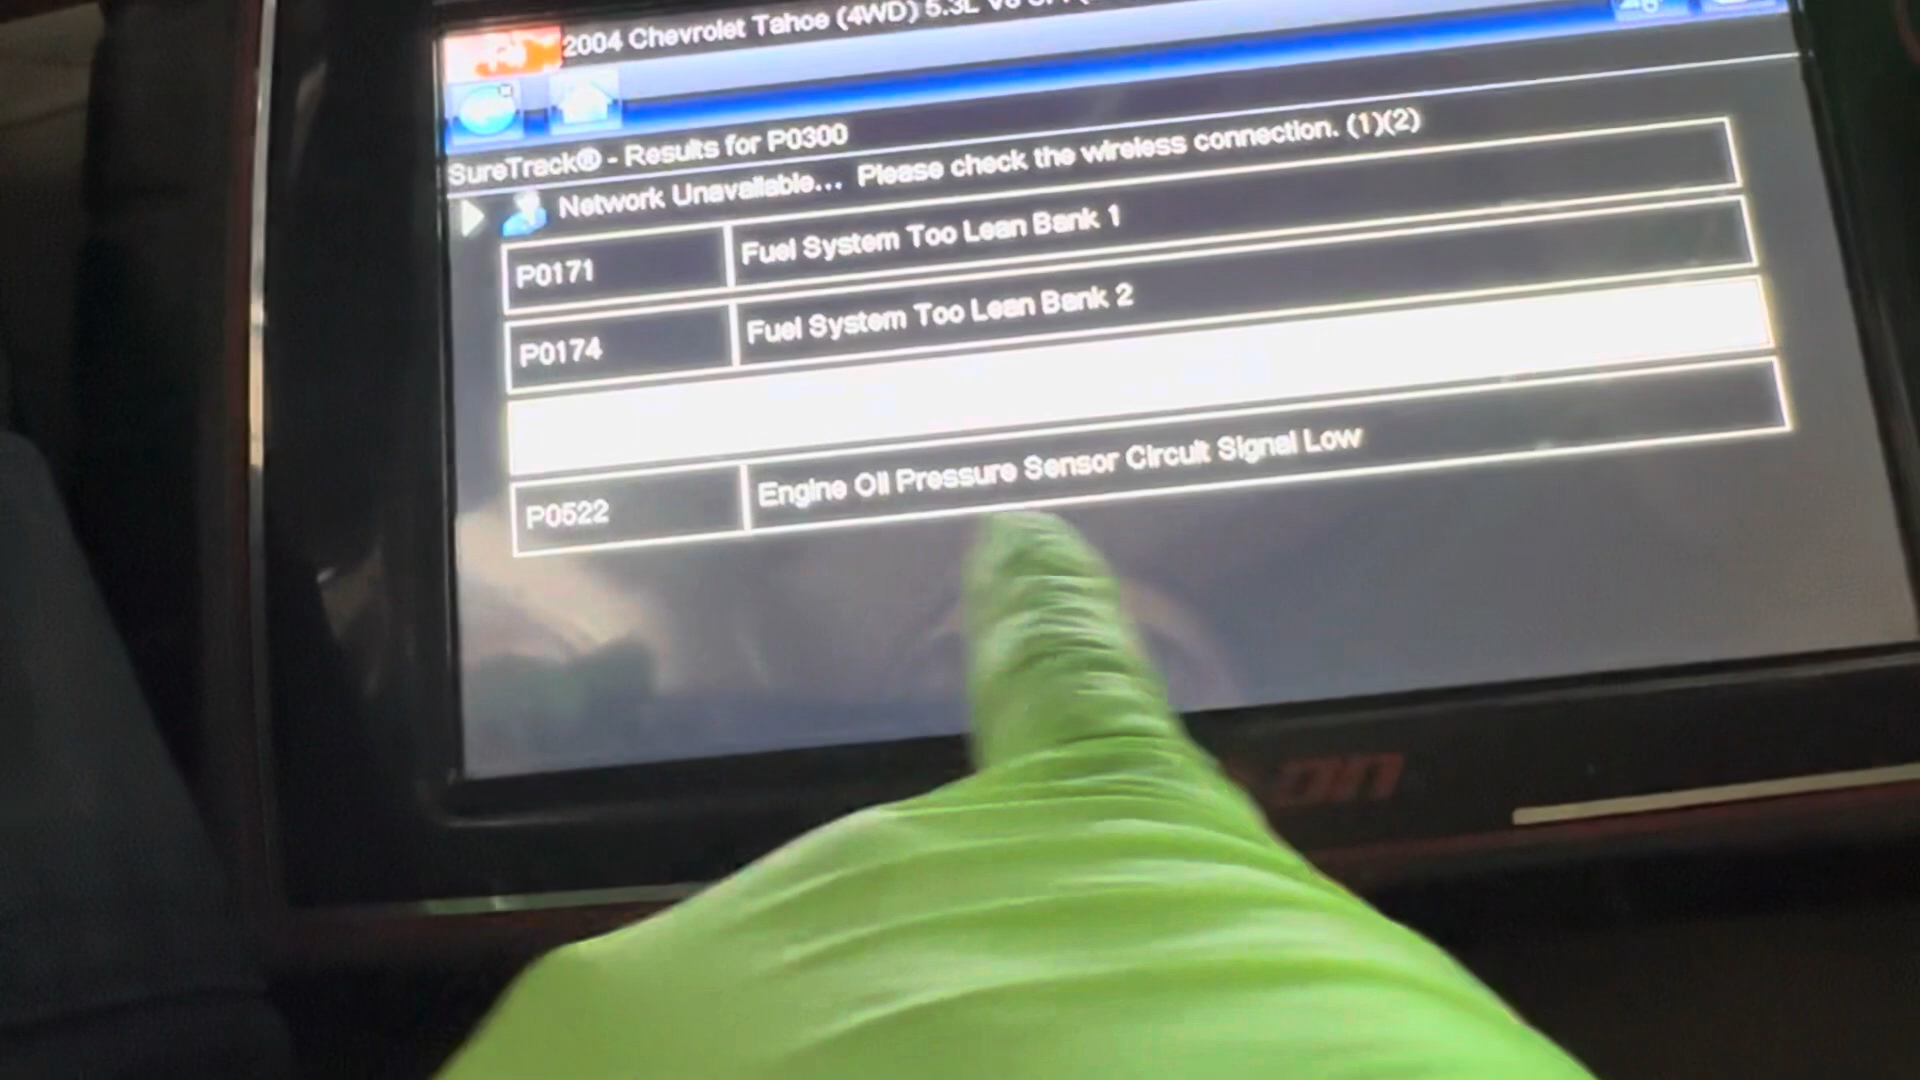 2004 Chevrolet Tahoe (4WD) 5.3L V8
SureTrack® - Results for P0300
Network Unavailable... Please check the wireless connection. (1)(2)
P0171 Fuel System Too Lean Bank 1
P0174 Fuel System Too Lean Bank 2
P0522 Engine Oil Pressure Sensor Circuit Signal Low
on